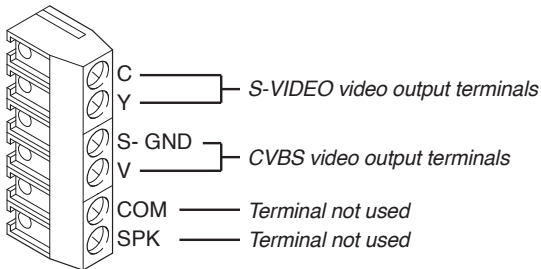 C
Y
S-VIDEO video output terminals
S- GND
V
CVBS video output terminals
COM
Terminal not used
SPK
Terminal not used